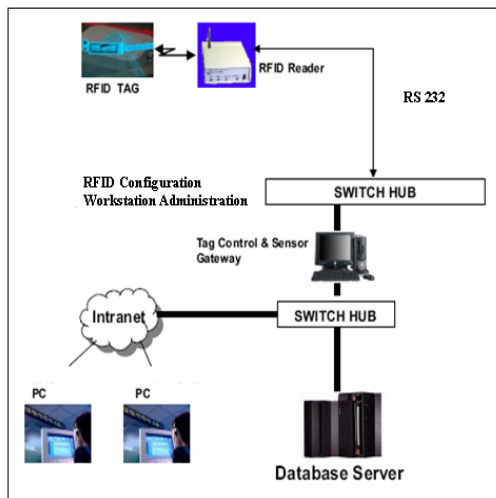 RFID TAG
RFID Reader
RS 232
RFID Configuration
Workstation Administration
SWITCH HUB
Tag Control & Sensor
Gateway
Intranet
SWITCH HUB
PC
PC
Database Server